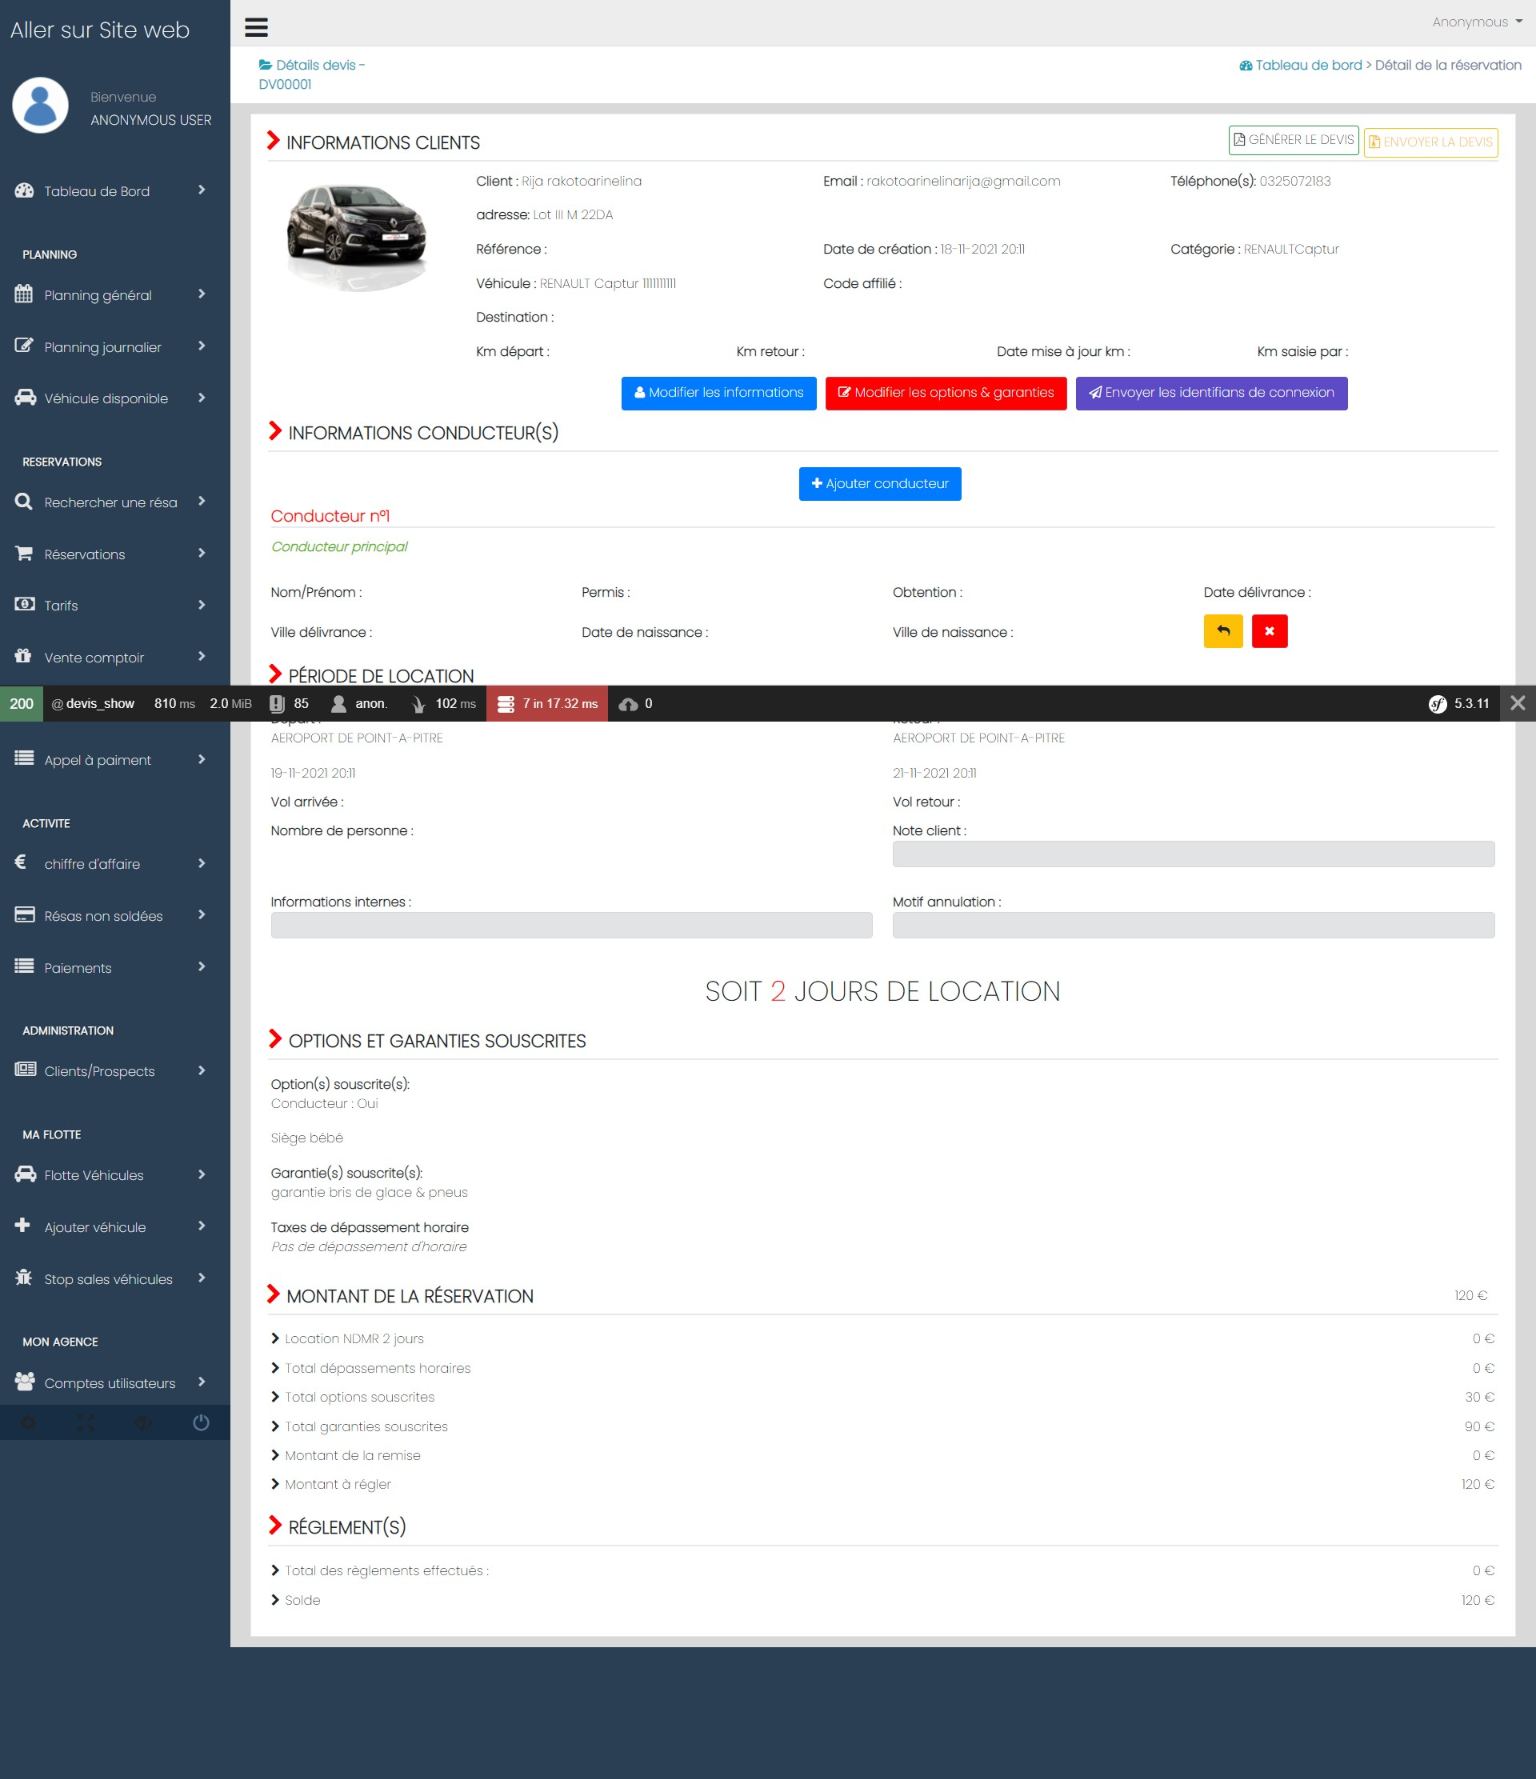 Aller sur Site web
Bienvenue
ANONYMOUS USER
Tableau de Bord
PLANNING
Planning général
Planning journalier
Véhicule disponible
RESERVATIONS
Rechercher une résa
Réservations
Tarifs
Vente comptoir
Appel à paiment
ACTIVITE
chiffre d'affaire
Résas non soldées
Paiements
ADMINISTRATION
Clients/Prospects
MA FLOTTE
Flotte Véhicules
Ajouter véhicule
Stop sales véhicules
MON AGENCE
Comptes utilisateurs
Anonymous
Détails devis -
DV00001
Tableau de bord > Détail de la réservation
INFORMATIONS CLIENTS
GÉNÉRER LE DEVIS
ENVOYER LA DEVIS
Client : Rija rakotoarinelina Email : rakotoarinelinarija@gmail.com Téléphone(s): 0325072183
adresse: Lot III M 22DA
Référence : Date de création : 18-11-2021 20:11 Catégorie : RENAULTCaptur
Véhicule : RENAULT Captur 1111111111 Code affilié :
Destination :
Km départ : Km retour : Date mise à jour km : Km saisie par :
Modifier les informations Modifier les options & garanties Envoyer les identifians de connexion
INFORMATIONS CONDUCTEUR(S)
Ajouter conducteur
Conducteur n°1
Conducteur principal
Nom/Prénom : Permis : Obtention : Date délivrance :
Ville délivrance : Date de naissance : Ville de naissance :
PÉRIODE DE LOCATION
200 @ devis_show 810 ms 2.0 MiB 85 anon. 102 ms 7 in 17.32 ms 0 sf 5.3.11
AEROPORT DE POINT-A-PITRE AEROPORT DE POINT-A-PITRE
19-11-2021 20:11 21-11-2021 20:11
Vol arrivée : Vol retour :
Nombre de personne : Note client :
Informations internes : Motif annulation :
SOIT 2 JOURS DE LOCATION
OPTIONS ET GARANTIES SOUSCRITES
Option(s) souscrite(s):
Conducteur : Oui
Siège bébé
Garantie(s) souscrite(s):
garantie bris de glace & pneus
Taxes de dépassement horaire
Pas de dépassement d'horaire
MONTANT DE LA RÉSERVATION 120 €
Location NDMR 2 jours 0 €
Total dépassements horaires 0 €
Total options souscrites 30 €
Total garanties souscrites 90 €
Montant de la remise 0 €
Montant à régler 120 €
RÉGLEMENT(S)
Total des règlements effectués : 0 €
Solde 120 €